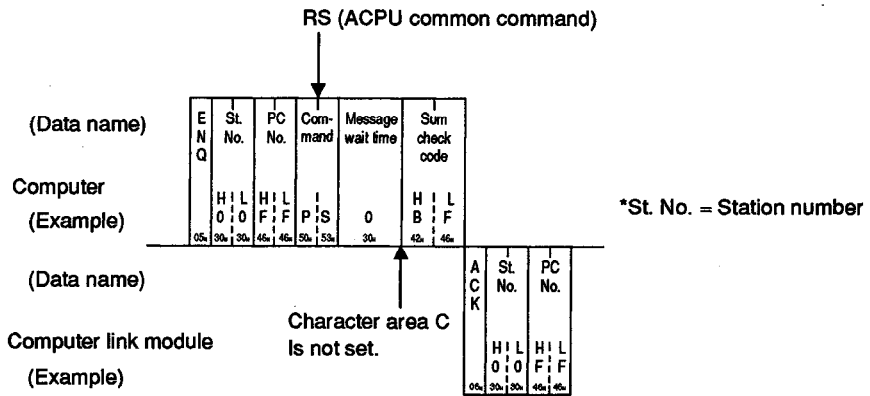 RS (ACPU common command)
(Data name)
E N Q
St. No.
PC No.
Com- mand
Message wait time
Sum check code
Computer
(Example)
H L H L H L
0 0 F F P S 0 B F
05H 30H 30H 46H 46H 50H 53H 30H 42H 46H
*St. No. = Station number
(Data name)
A C K
St. No.
PC No.
Character area C
Is not set.
Computer link module
(Example)
H L H L
0 0 F F
06H 30H 30H 46H 46H